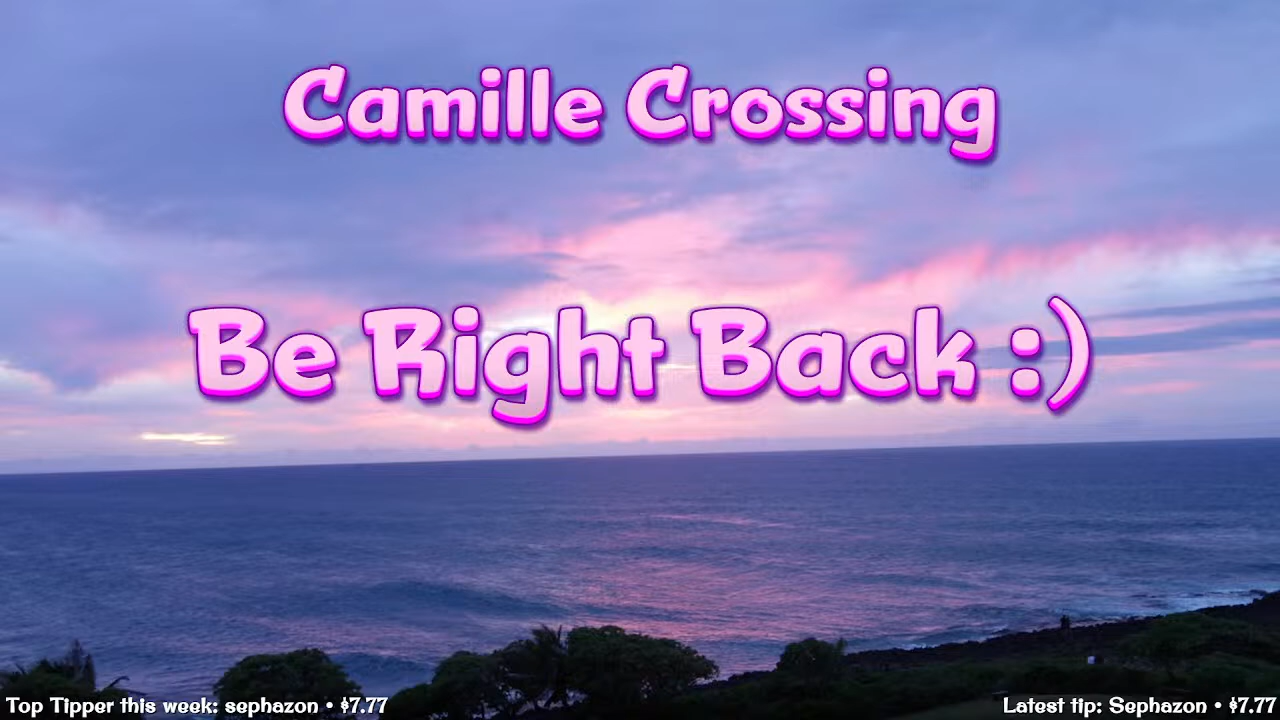 Camille Crossing
Be Right Back :)
Top Tipper this week: sephazon • $7.77
Latest tip: Sephazon • $7.77